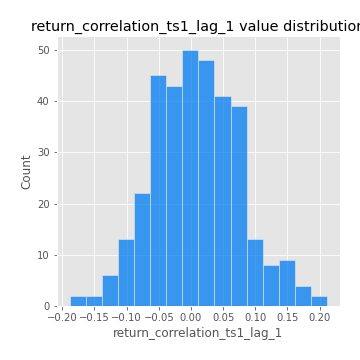 return_correlation_ts1_lag_1 value distribution
50
40
30
20
10
0
Count
−0.20 −0.15 −0.10 −0.05 0.00 0.05 0.10 0.15 0.20
return_correlation_ts1_lag_1